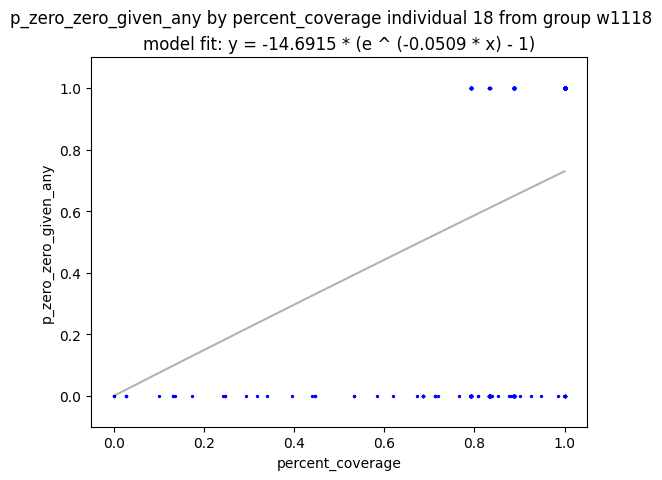 p_zero_zero_given_any by percent_coverage individual 18 from group w1118
model fit: y = -14.6915 * (e ^ (-0.0509 * x) - 1)
1.0
0.8
0.6
0.4
0.2
0.0
p_zero_zero_given_any
0.0 0.2 0.4 0.6 0.8 1.0
percent_coverage